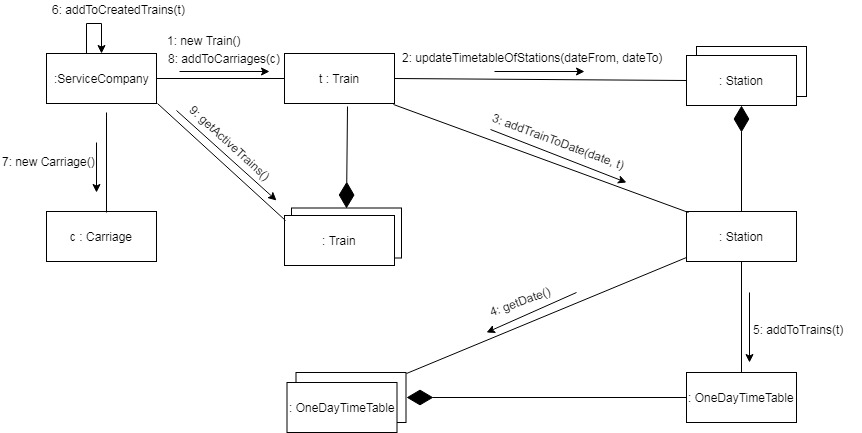 6: addToCreatedTrains(t)
1: new Train()
8: addToCarriages(c)
2: updateTimetableOfStations(dateFrom, dateTo)
:ServiceCompany
t : Train
: Station
9: getActiveTrains()
3: addTrainToDate(date, t)
7: new Carriage()
c : Carriage
: Train
: Station
4: getDate()
5: addToTrains(t)
: OneDayTimeTable
: OneDayTimeTable